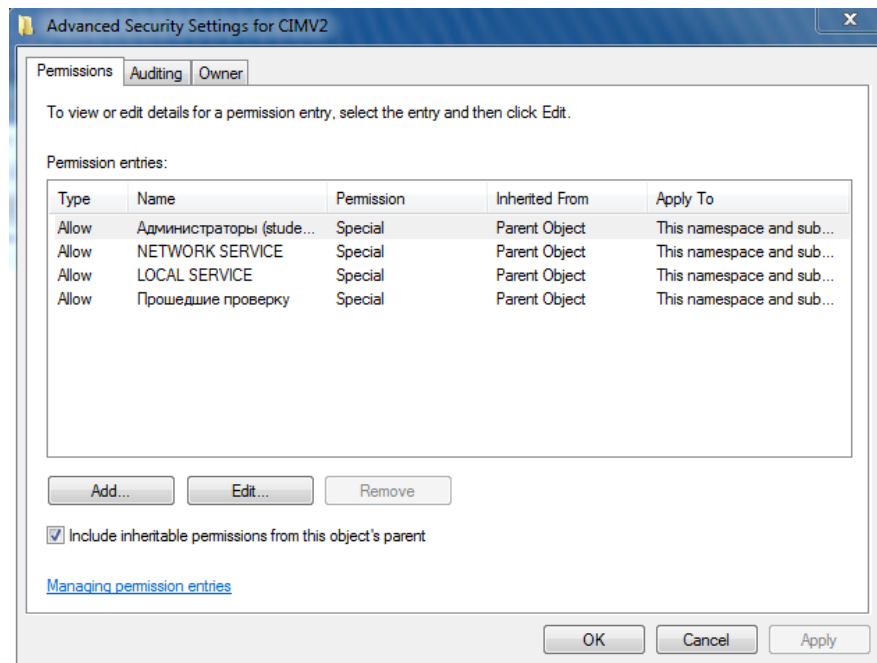 Advanced Security Settings for CIMV2
Permissions Auditing Owner
To view or edit details for a permission entry, select the entry and then click Edit.
Permission entries:
Type Name Permission Inherited From Apply To
Allow Администраторы (stude... Special Parent Object This namespace and sub...
Allow NETWORK SERVICE Special Parent Object This namespace and sub...
Allow LOCAL SERVICE Special Parent Object This namespace and sub...
Allow Прошедшие проверку Special Parent Object This namespace and sub...
Add... Edit... Remove
Include inheritable permissions from this object's parent
Managing permission entries
OK Cancel Apply